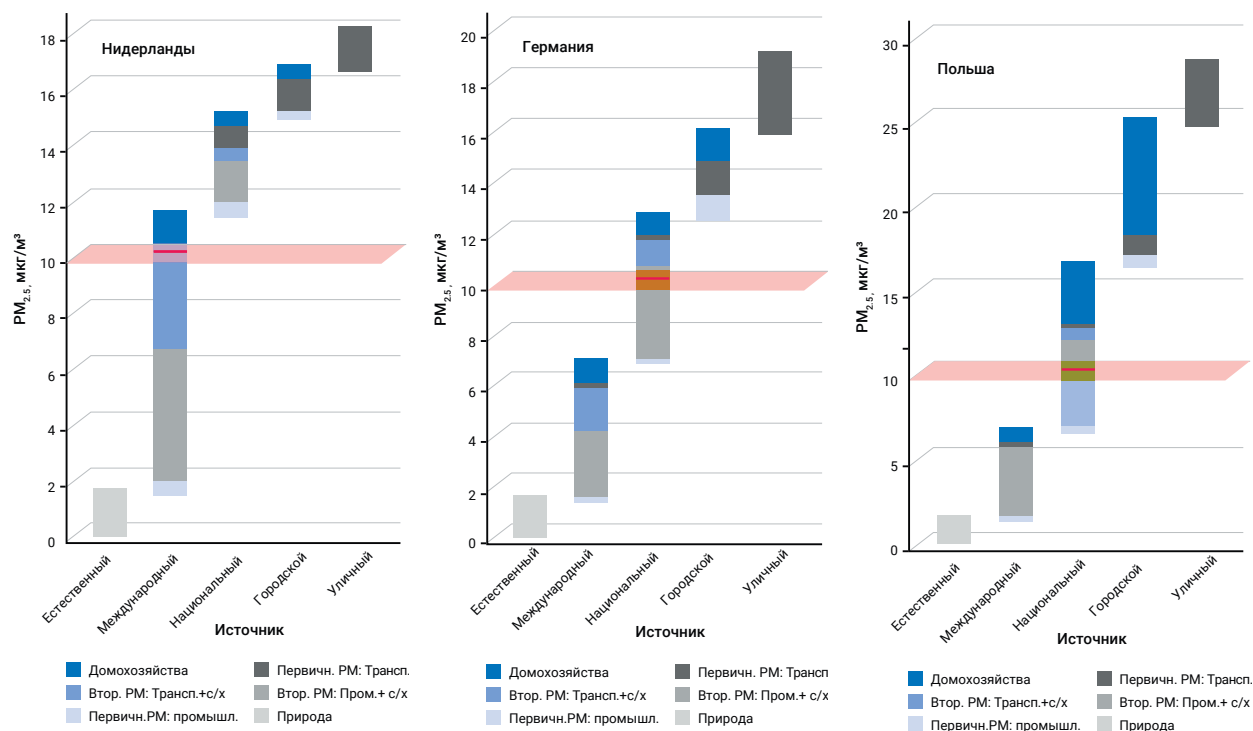 Нидерланды
PM2.5, мкг/м³
18
16
14
12
10
8
6
4
2
0
Естественный
Международный
Национальный
Городской
Уличный
Источник
Домохозяйства
Втор. PM: Трансп.+с/х
Первичн.PM: промышл.
Первичн. PM: Трансп.
Втор. PM: Пром.+ с/х
Природа
Германия
PM2.5, мкг/м³
20
18
16
14
12
10
8
6
4
2
0
Естественный
Международный
Национальный
Городской
Уличный
Источник
Домохозяйства
Втор. PM: Трансп.+с/х
Первичн.PM: промышл.
Первичн. PM: Трансп.
Втор. PM: Пром.+ с/х
Природа
Польша
PM2.5, мкг/м³
30
25
20
15
10
5
0
Естественный
Международный
Национальный
Городской
Уличный
Источник
Домохозяйства
Втор. PM: Трансп.+с/х
Первичн.PM: промышл.
Первичн. PM: Трансп.
Втор. PM: Пром.+ с/х
Природа